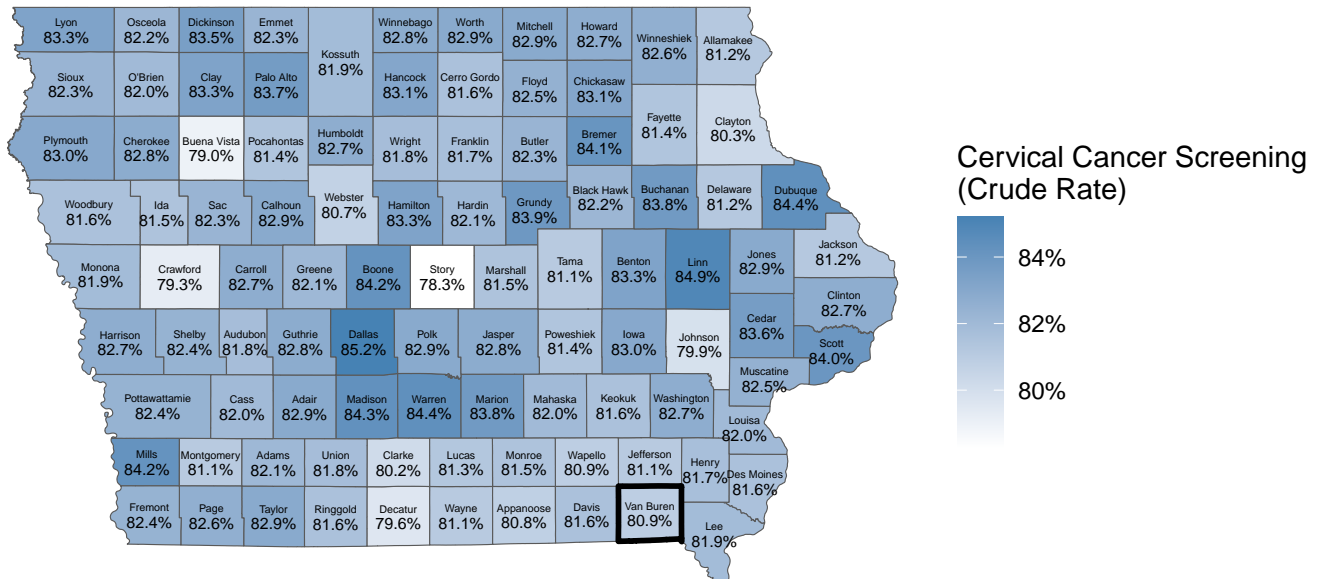 Lyon
83.3%
Osceola
82.2%
Dickinson
83.5%
Emmet
82.3%
Kossuth
81.9%
Winnebago
82.8%
Worth
82.9%
Mitchell
82.9%
Howard
82.7%
Winneshiek
82.6%
Allamakee
81.2%
Sioux
82.3%
O'Brien
82.0%
Clay
83.3%
Palo Alto
83.7%
Hancock
83.1%
Cerro Gordo
81.6%
Floyd
82.5%
Chickasaw
83.1%
Fayette
81.4%
Clayton
80.3%
Plymouth
83.0%
Cherokee
82.8%
Buena Vista
79.0%
Pocahontas
81.4%
Humboldt
82.7%
Wright
81.8%
Franklin
81.7%
Butler
82.3%
Bremer
84.1%
Woodbury
81.6%
Ida
81.5%
Sac
82.3%
Calhoun
82.9%
Webster
80.7%
Hamilton
83.3%
Hardin
82.1%
Grundy
83.9%
Black Hawk
82.2%
Buchanan
83.8%
Delaware
81.2%
Dubuque
84.4%
Monona
81.9%
Crawford
79.3%
Carroll
82.7%
Greene
82.1%
Boone
84.2%
Story
78.3%
Marshall
81.5%
Tama
81.1%
Benton
83.3%
Linn
84.9%
Jones
82.9%
Jackson
81.2%
Clinton
82.7%
Harrison
82.7%
Shelby
82.4%
Audubon
81.8%
Guthrie
82.8%
Dallas
85.2%
Polk
82.9%
Jasper
82.8%
Poweshiek
81.4%
Iowa
83.0%
Johnson
79.9%
Cedar
83.6%
Scott
84.0%
Muscatine
82.5%
Pottawattamie
82.4%
Cass
82.0%
Adair
82.9%
Madison
84.3%
Warren
84.4%
Marion
83.8%
Mahaska
82.0%
Keokuk
81.6%
Washington
82.7%
Louisa
82.0%
Mills
84.2%
Montgomery
81.1%
Adams
82.1%
Union
81.8%
Clarke
80.2%
Lucas
81.3%
Monroe
81.5%
Wapello
80.9%
Jefferson
81.1%
Henry
81.7%
Des Moines
81.6%
Fremont
82.4%
Page
82.6%
Taylor
82.9%
Ringgold
81.6%
Decatur
79.6%
Wayne
81.1%
Appanoose
80.8%
Davis
81.6%
Van Buren
80.9%
Lee
81.9%
Cervical Cancer Screening
(Crude Rate)
84%
82%
80%